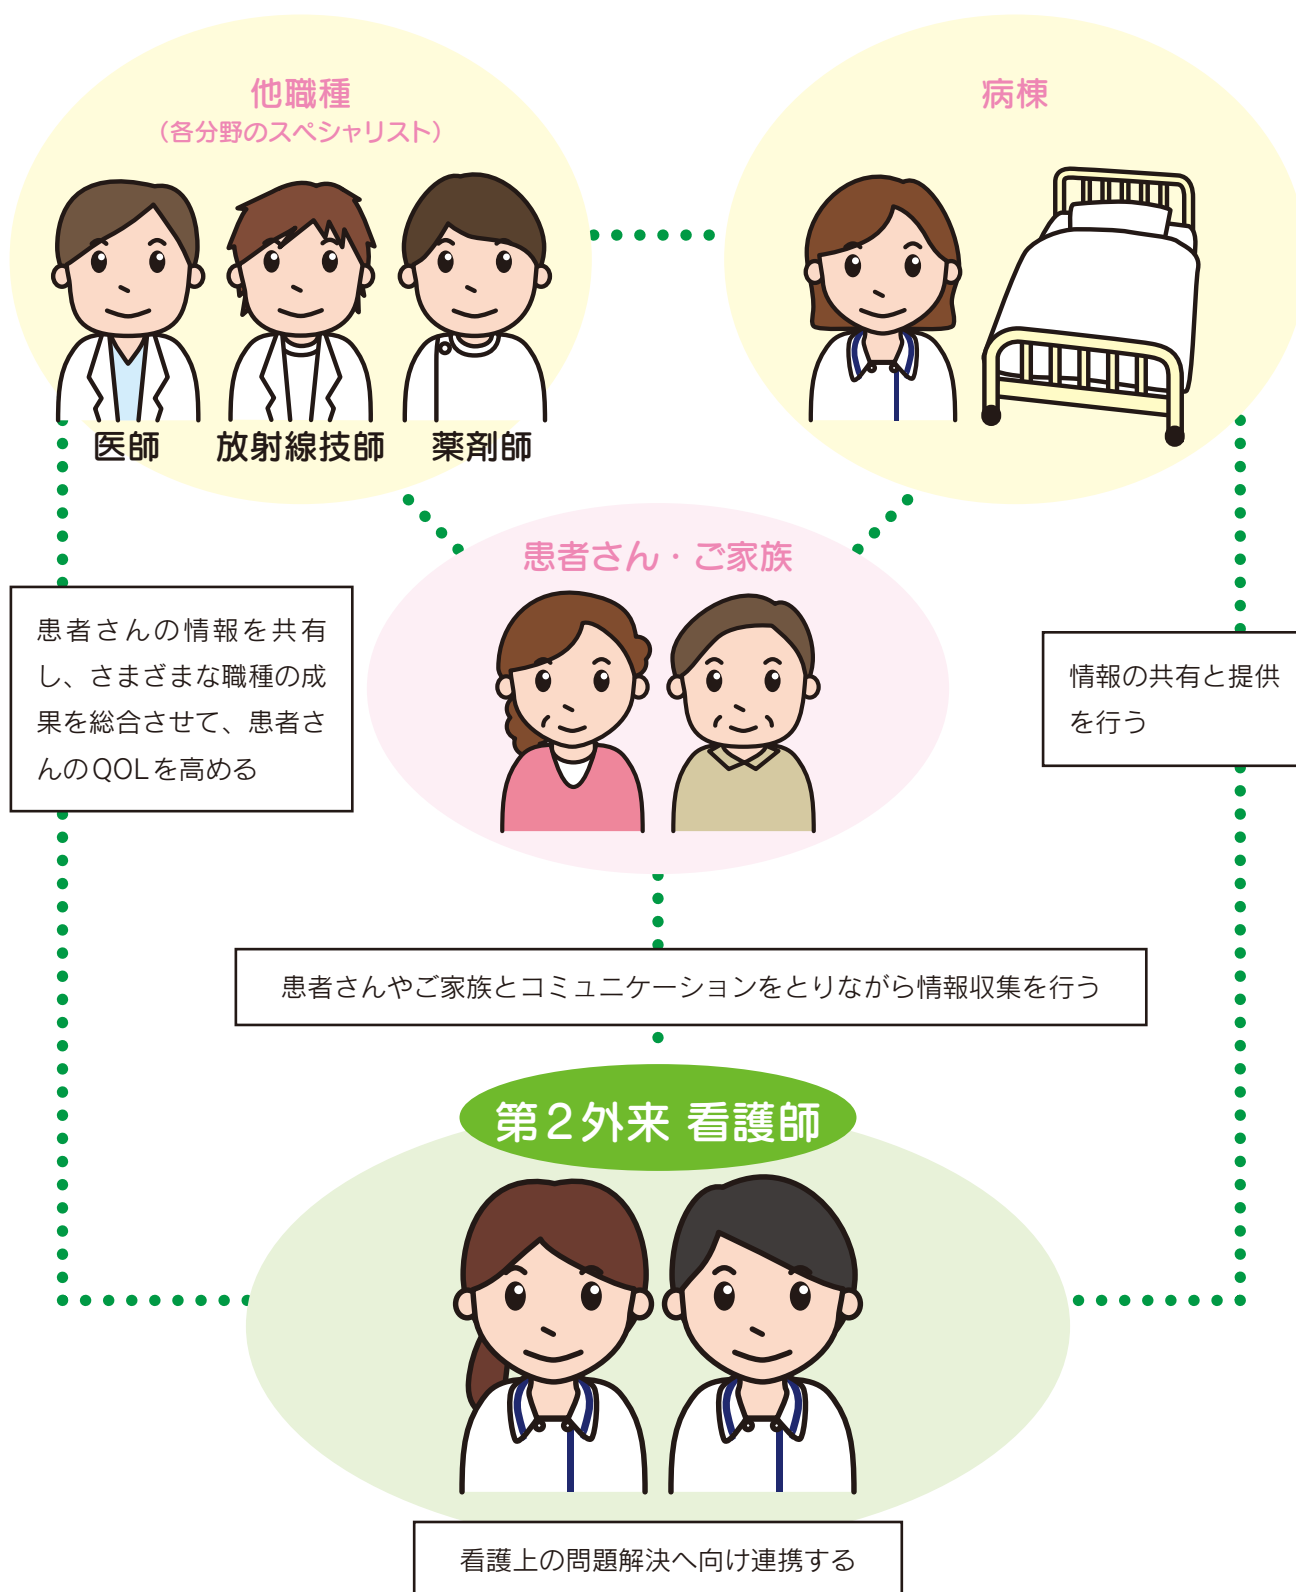 他職種
（各分野のスペシャリスト）
病棟
医師
放射線技師
薬剤師
患者さん・ご家族
患者さんの情報を共有
し、さまざまな職種の成
果を総合させて、患者さ
んのQOLを高める
情報の共有と提供
を行う
患者さんやご家族とコミュニケーションをとりながら情報収集を行う
第2外来 看護師
看護上の問題解決へ向け連携する